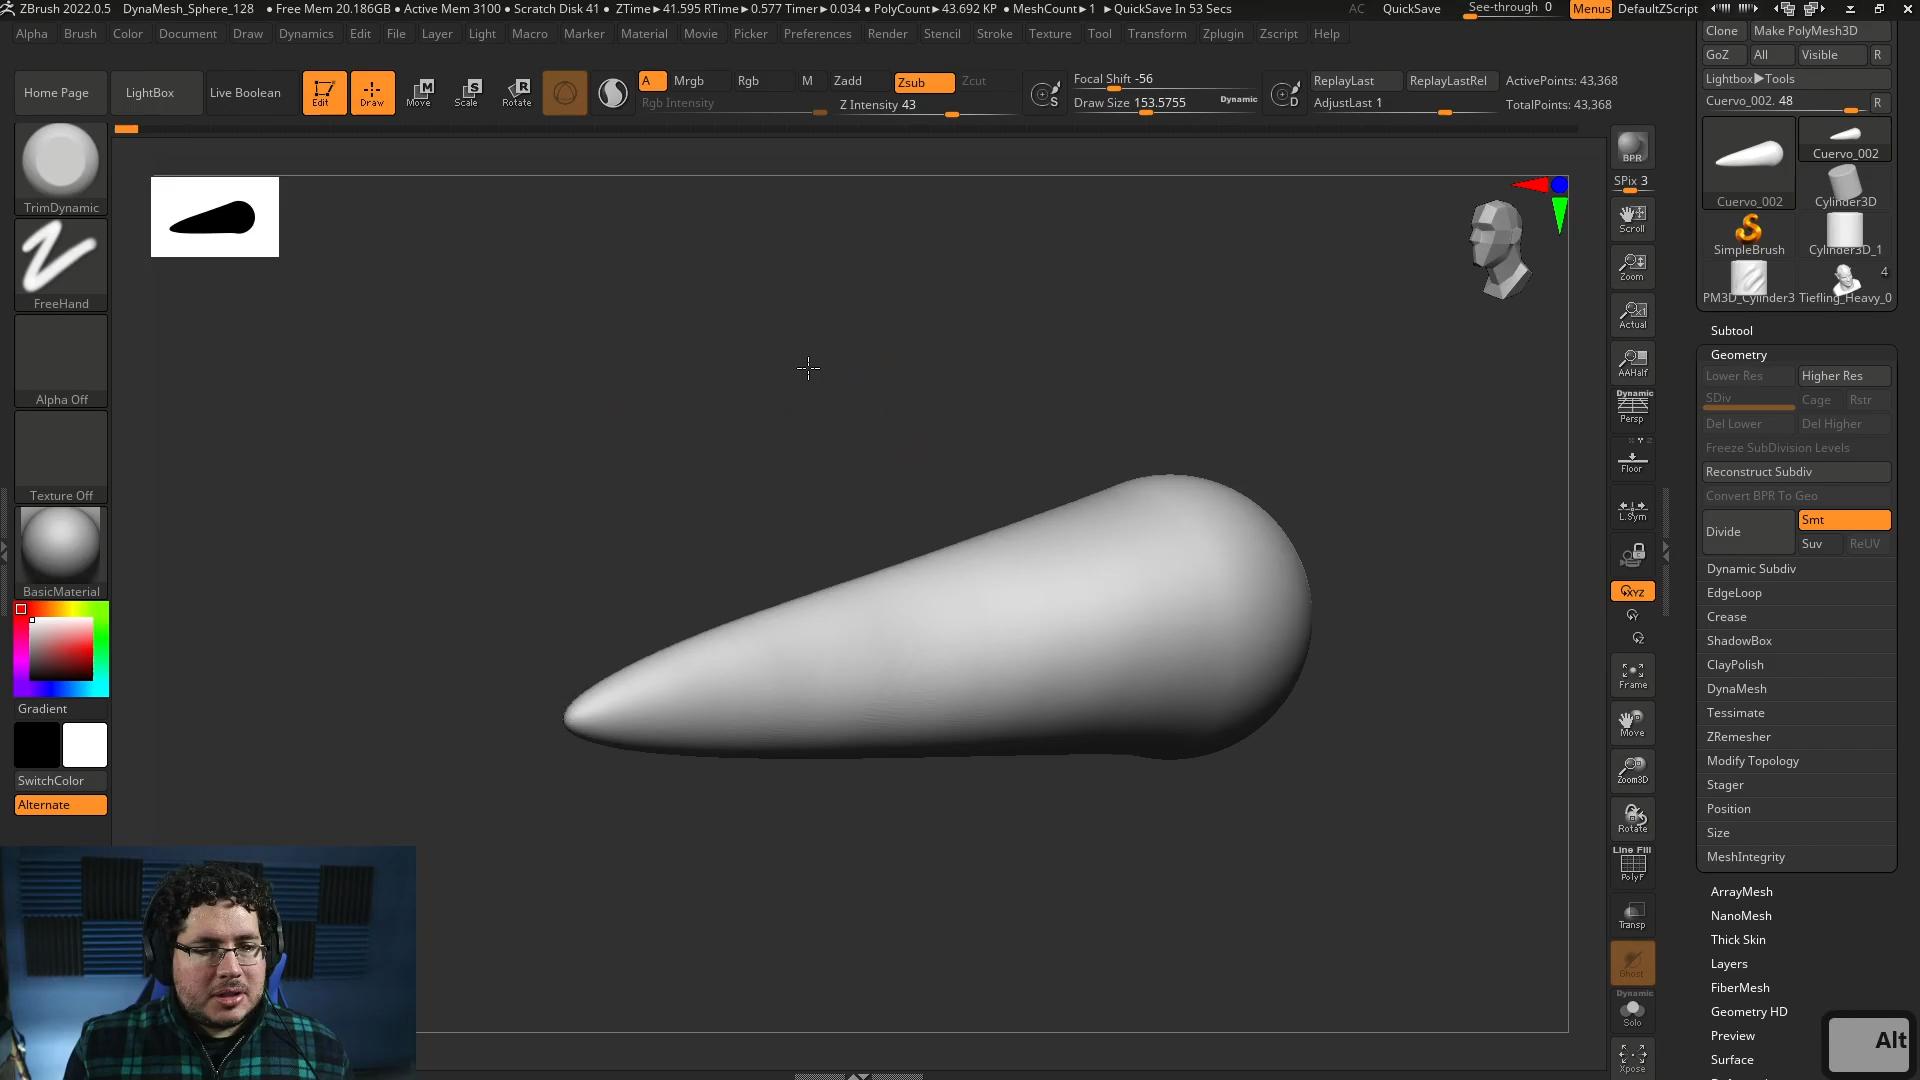 ZBrush 2022.0.5 DynaMesh_Sphere_128 ● Free Mem 20.186GB ● Active Mem 3100 ● Scratch Disk 41 ● ZTime►41.595 RTime►0.577 Timer►0.034 ● PolyCount►43.692 KP ● MeshCount►1 ►QuickSave In 53 Secs AC QuickSave See-through 0 Menus DefaultZScript
Alpha Brush Color Document Draw Dynamics Edit File Layer Light Macro Marker Material Movie Picker Preferences Render Stencil Stroke Texture Tool Transform Zplugin Zscript Help
Home Page LightBox Live Boolean Edit Draw Move Scale Rotate
A Mrgb Rgb M Zadd Zsub Zcut
Rgb Intensity Z Intensity 43
Focal Shift -56
Draw Size 153.5755 Dynamic
S D
ReplayLast ReplayLastRel ActivePoints: 43,368
AdjustLast 1 TotalPoints: 43,368
TrimDynamic
FreeHand
Alpha Off
Texture Off
BasicMaterial
Gradient
SwitchColor
Alternate
BPR
SPix 3
Scroll
Zoom
Actual
AAHalf
Dynamic
Persp
Floor
L.Sym
XYZ
Y
Z
Frame
Move
Zoom3D
Rotate
Line Fill
PolyF
Transp
Ghost
Dynamic
Solo
Xpose
Clone Make PolyMesh3D
GoZ All Visible R
Lightbox►Tools
Cuervo_002. 48 R
Cuervo_002 Cuervo_002
Cylinder3D
SimpleBrush Cylinder3D_1
4
PM3D_Cylinder3 Tiefling_Heavy_0
Subtool
Geometry
Lower Res Higher Res
SDiv Cage Rstr
Del Lower Del Higher
Freeze SubDivision Levels
Reconstruct Subdiv
Convert BPR To Geo
Divide Smt
Suv ReUV
Dynamic Subdiv
EdgeLoop
Crease
ShadowBox
ClayPolish
DynaMesh
Tessimate
ZRemesher
Modify Topology
Stager
Position
Size
MeshIntegrity
ArrayMesh
NanoMesh
Thick Skin
Layers
FiberMesh
Geometry HD
Preview
Surface
Alt